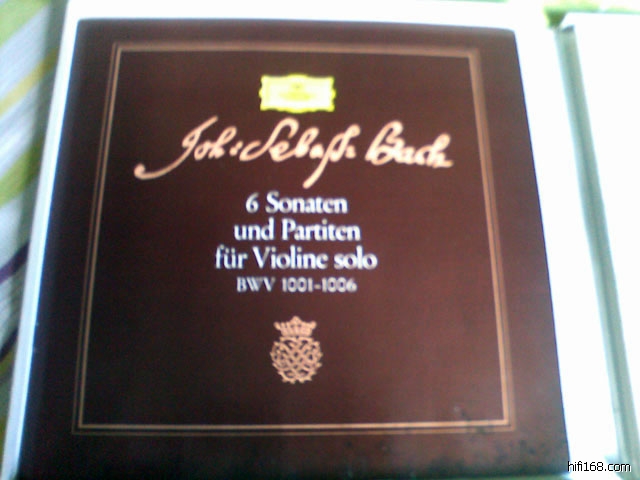 Joh. Sebast. Bach
6 Sonaten
und Partiten
für Violine solo
BWV 1001-1006
hifi168.com